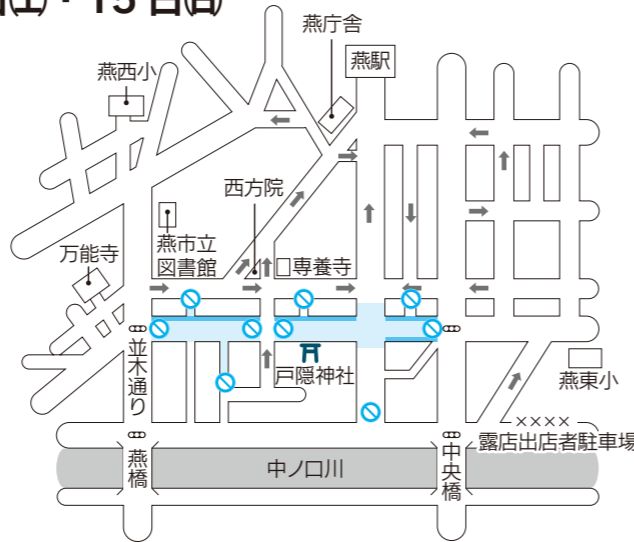 ㈯・15日㈰
燕庁舎
燕駅
燕西小
西方院
燕市立
図書館
万能寺
専養寺
並木通り
戸隠神社
燕東小
××××
露店出店者駐車場
燕橋
中ノ口川
中央橋